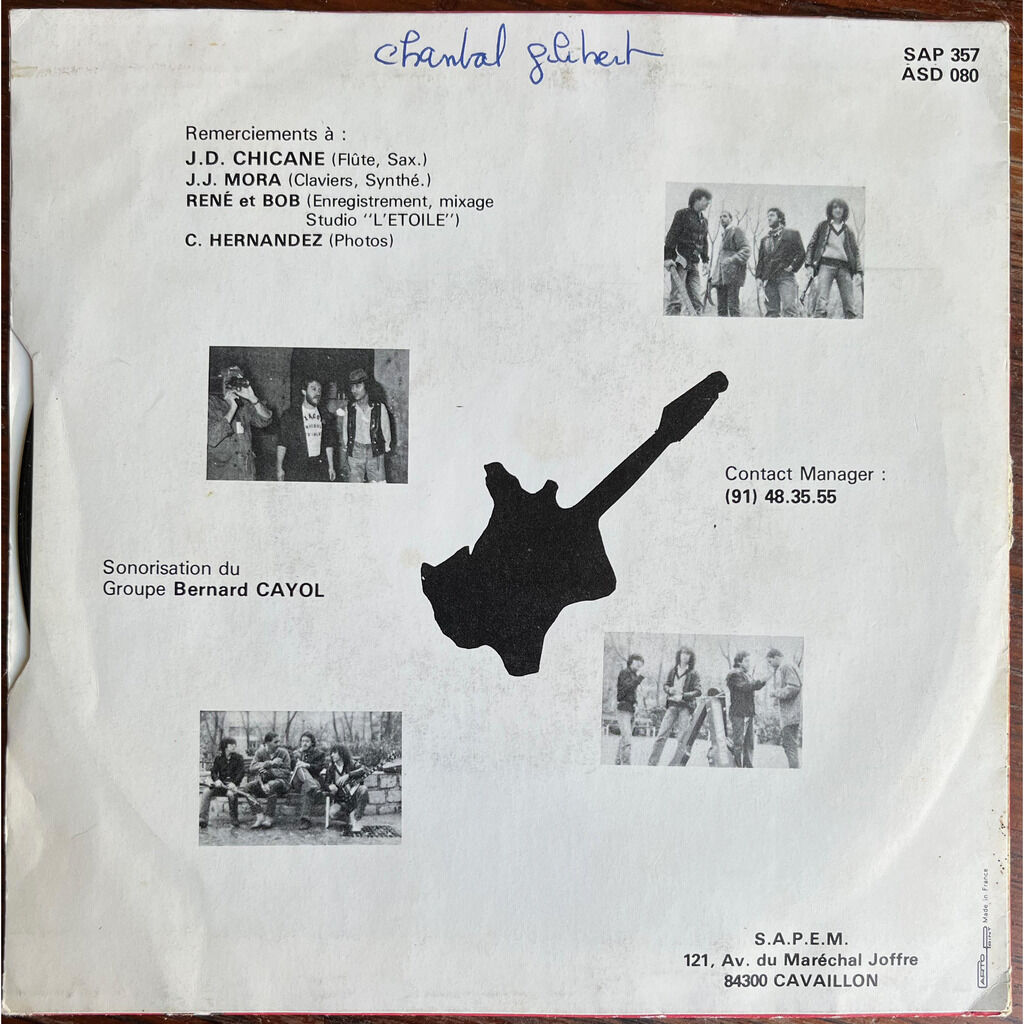 chantal gilibert
SAP 357
ASD 080
Remerciements à :
J.D. CHICANE (Flûte, Sax.)
J.J. MORA (Claviers, Synthé.)
RENÉ et BOB (Enregistrement, mixage
Studio "L'ETOILE")
C. HERNANDEZ (Photos)
Contact Manager :
(91) 48.35.55
Sonorisation du
Groupe Bernard CAYOL
S.A.P.E.M.
121, Av. du Maréchal Joffre
84300 CAVAILLON
Made in France